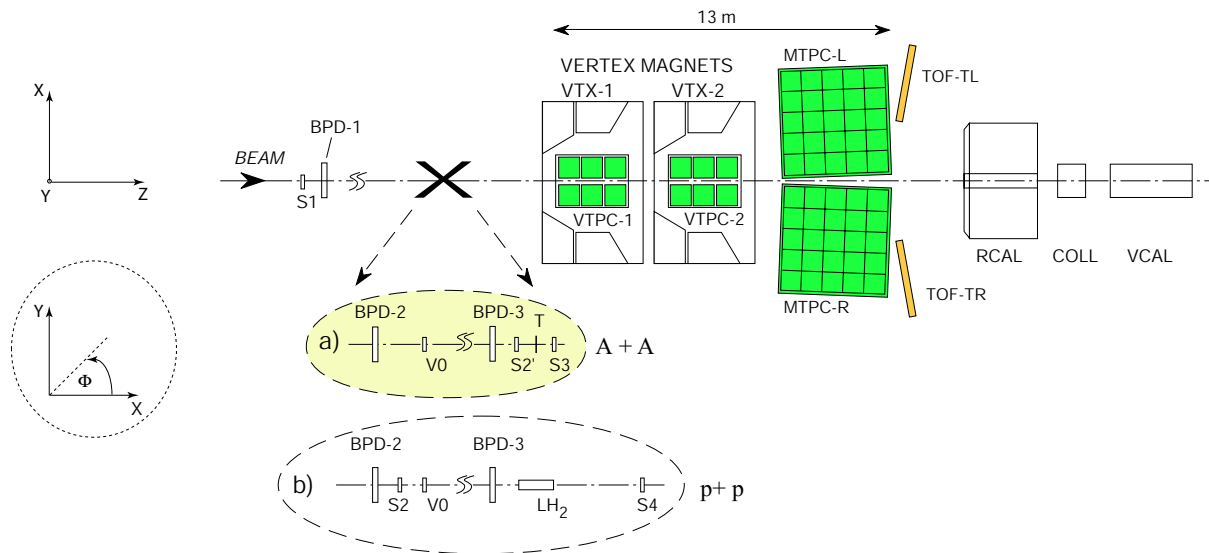 13 m
MTPC-L
TOF-TL
VERTEX MAGNETS
VTX-1
VTX-2
X
BPD-1
BEAM
Y
Z
S1
VTPC-1
VTPC-2
RCAL
COLL
VCAL
TOF-TR
MTPC-R
Y
Φ
X
a)
BPD-2
BPD-3
T
V0
S2'
S3
A + A
b)
BPD-2
BPD-3
S2
V0
LH₂
S4
p+ p